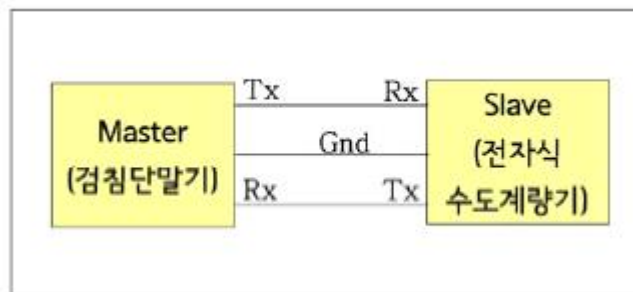 Master
(검침단말기)
Tx
Rx
Gnd
Rx
Tx
Slave
(전자식
수도계량기)